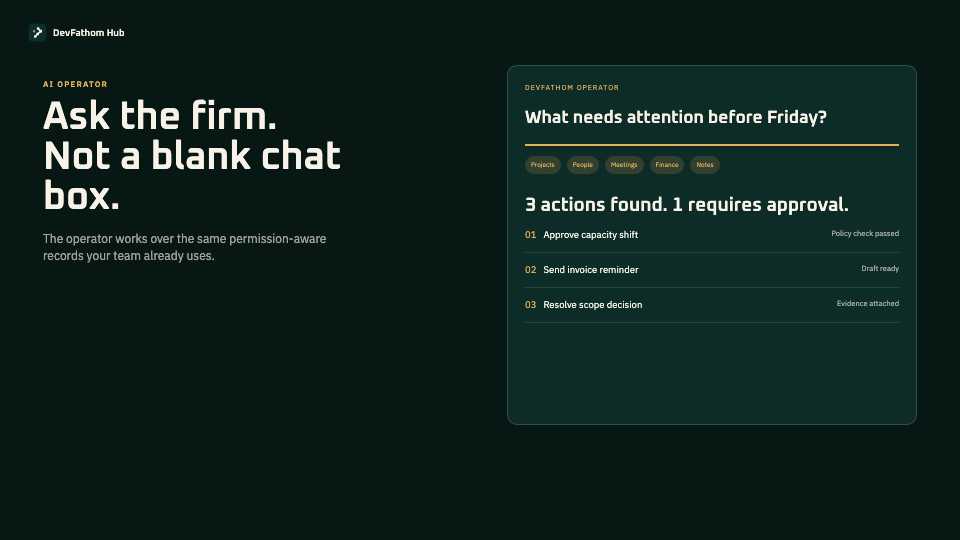 DevFathom Hub
AI OPERATOR
Ask the firm.
Not a blank chat
box.
The operator works over the same permission-aware
records your team already uses.
DEVFATHOM OPERATOR
What needs attention before Friday?
Projects People Meetings Finance Notes
3 actions found. 1 requires approval.
01 Approve capacity shift Policy check passed
02 Send invoice reminder Draft ready
03 Resolve scope decision Evidence attached